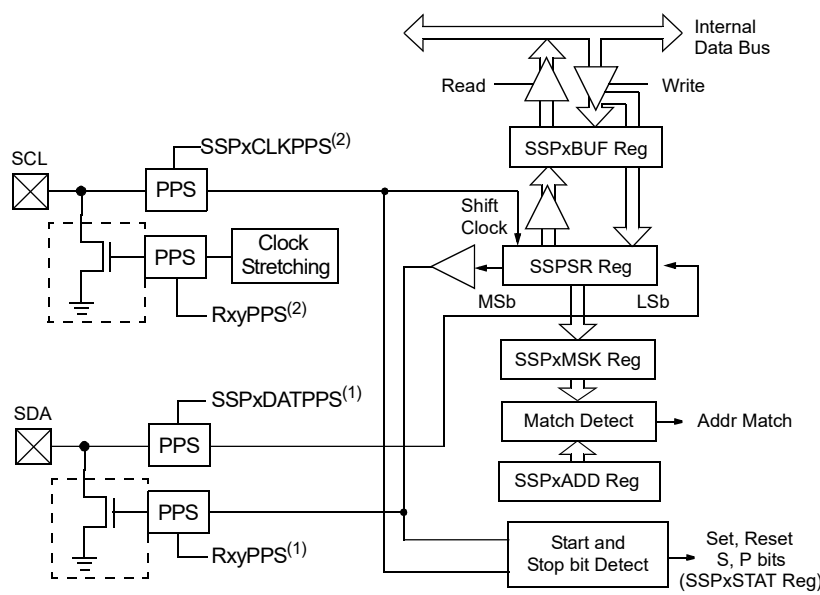 Internal
Data Bus
Read
Write
SSPxBUF Reg
SSPxCLKPPS(2)
SCL
PPS
Shift
Clock
PPS
Clock
Stretching
SSPSR Reg
MSb
LSb
RxyPPS(2)
SSPxMSK Reg
SSPxDATPPS(1)
SDA
PPS
Match Detect
Addr Match
SSPxADD Reg
PPS
RxyPPS(1)
Start and
Stop bit Detect
Set, Reset
S, P bits
(SSPxSTAT Reg)